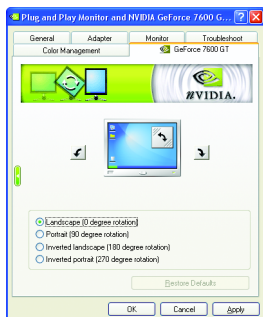 Plug and Play Monitor and NVIDIA GeForce 7600 G...
General Adapter Monitor Troubleshoot
Color Management GeForce 7600 GT
NVIDIA.
Landscape (0 degree rotation)
Portrait (90 degree rotation)
Inverted landscape (180 degree rotation)
Inverted portrait (270 degree rotation)
Restore Defaults
OK Cancel Apply